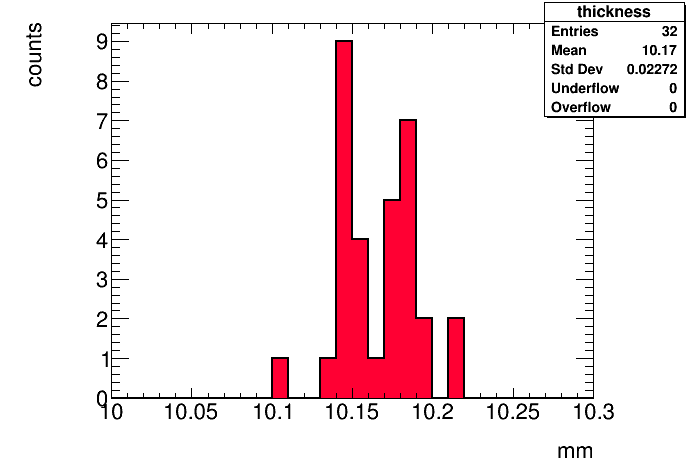 thickness
Entries 32
Mean 10.17
Std Dev 0.02272
Underflow 0
Overflow 0
counts
9
8
7
6
5
4
3
2
1
0
10 10.05 10.1 10.15 10.2 10.25 10.3
mm